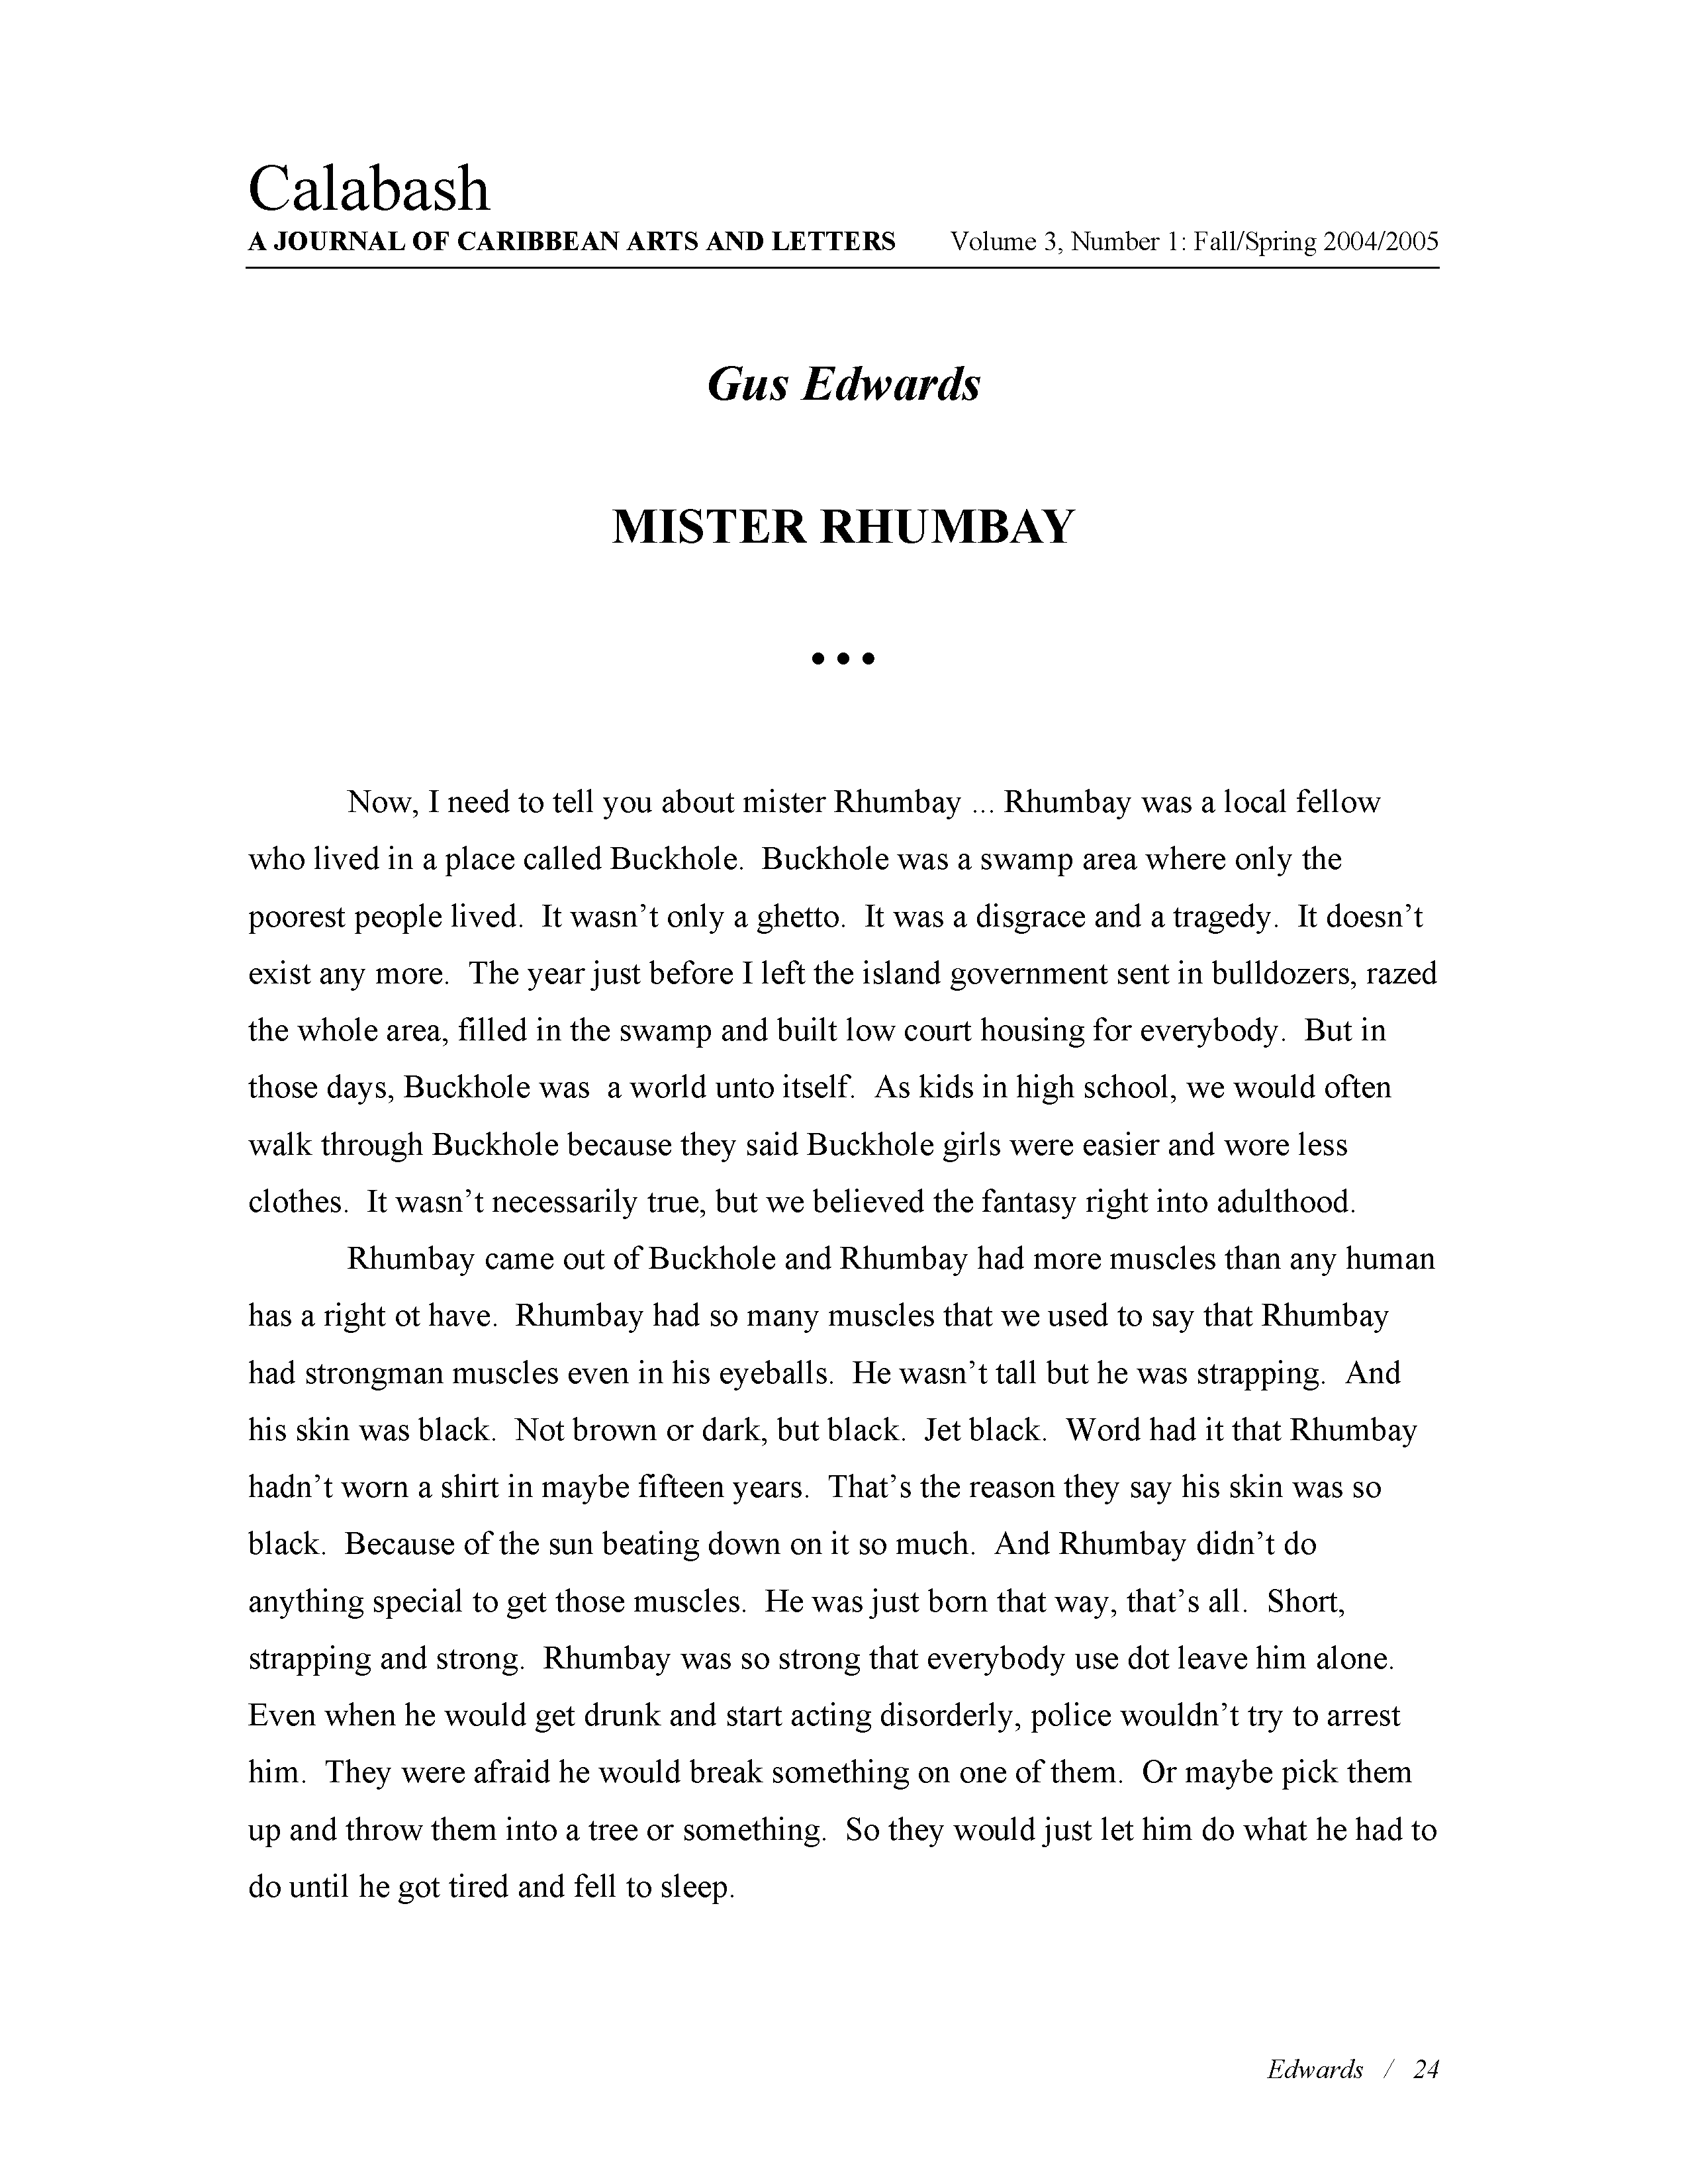 Calabash
A JOURNAL OF CARIBBEAN ARTS AND LETTERS Volume 3, Number 1: Fall/Spring 2004/2005
Gus Edwards
MISTER RHUMBAY
• • •
Now, I need to tell you about mister Rhumbay ... Rhumbay was a local fellow
who lived in a place called Buckhole.  Buckhole was a swamp area where only the
poorest people lived.  It wasn’t only a ghetto.  It was a disgrace and a tragedy.  It doesn’t
exist any more.  The year just before I left the island government sent in bulldozers, razed
the whole area, filled in the swamp and built low court housing for everybody.  But in
those days, Buckhole was  a world unto itself.  As kids in high school, we would often
walk through Buckhole because they said Buckhole girls were easier and wore less
clothes.  It wasn’t necessarily true, but we believed the fantasy right into adulthood.
Rhumbay came out of Buckhole and Rhumbay had more muscles than any human
has a right ot have.  Rhumbay had so many muscles that we used to say that Rhumbay
had strongman muscles even in his eyeballs.  He wasn’t tall but he was strapping.  And
his skin was black.  Not brown or dark, but black.  Jet black.  Word had it that Rhumbay
hadn’t worn a shirt in maybe fifteen years.  That’s the reason they say his skin was so
black.  Because of the sun beating down on it so much.  And Rhumbay didn’t do
anything special to get those muscles.  He was just born that way, that’s all.  Short,
strapping and strong.  Rhumbay was so strong that everybody use dot leave him alone.
Even when he would get drunk and start acting disorderly, police wouldn’t try to arrest
him.  They were afraid he would break something on one of them.  Or maybe pick them
up and throw them into a tree or something.  So they would just let him do what he had to
do until he got tired and fell to sleep.
Edwards / 24